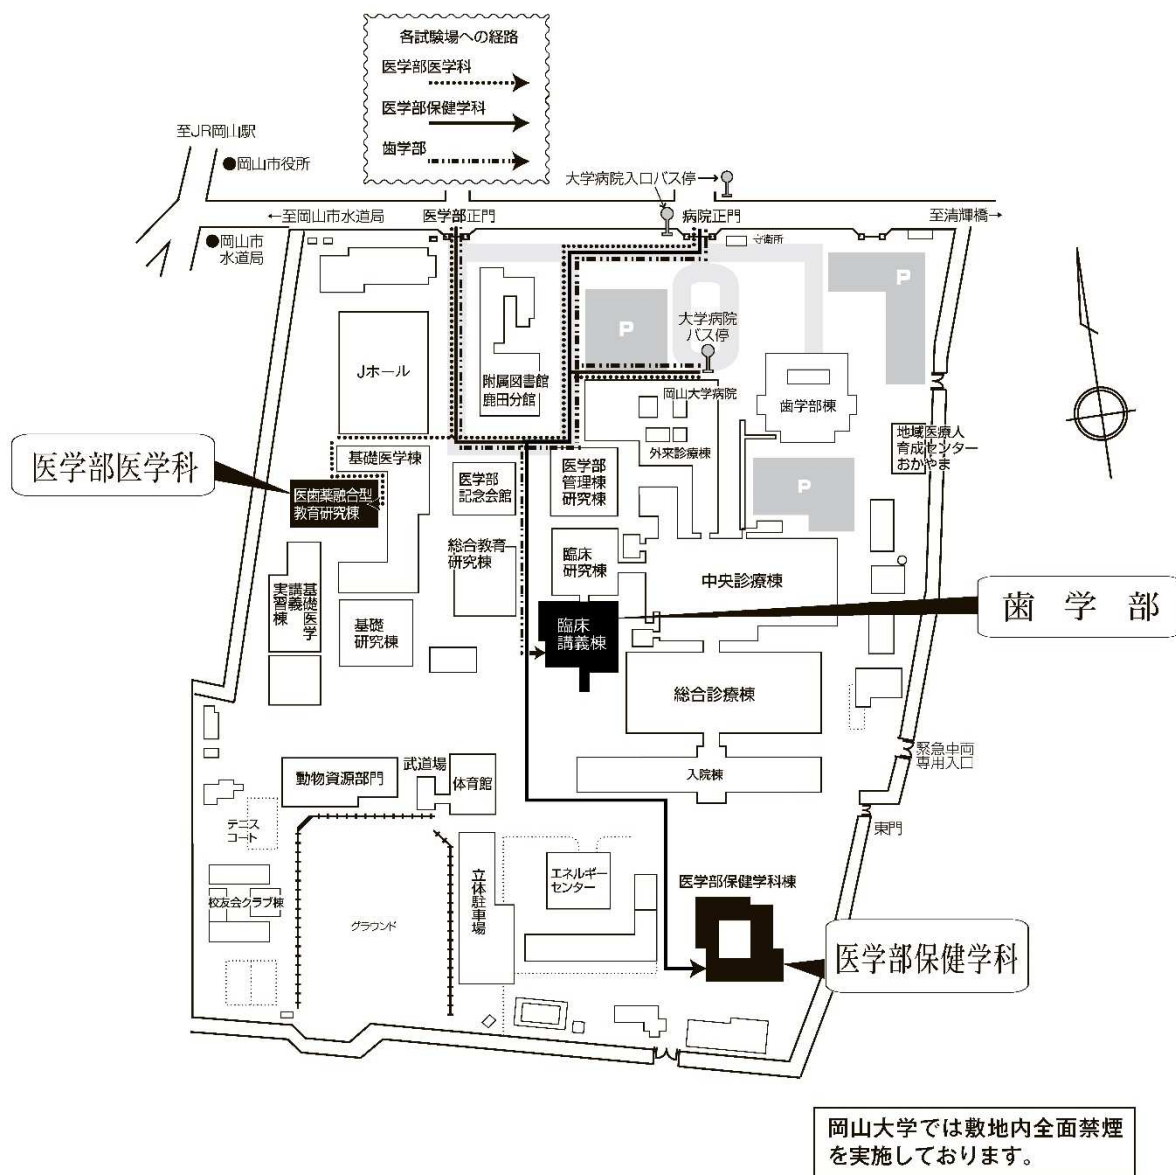 各試験場への経路
医学部医学科
医学部保健学科
歯学部
至JR岡山駅
●岡山市役所
大学病院入口バス停→
←至岡山市水道局
医学部正門
病院正門
至清輝橋→
●岡山市
水道局
守衛所
P
P
大学病院
バス停
Jホール
附属図書館
鹿田分館
岡山大学病院
歯学部棟
外来診療棟
地域医療人
育成センター
おかやま
医学部医学科
基礎医学棟
医歯薬融合型
教育研究棟
医学部
記念会館
医学部
管理棟
研究棟
P
総合教育
研究棟
臨床
研究棟
中央診療棟
基礎医学
講義
実習棟
基礎
研究棟
臨床
講義棟
歯学部
総合診療棟
緊急車両
専用入口
動物資源部門
武道場
体育館
入院棟
東門
テニス
コート
校友会クラブ棟
グラウンド
立体駐車場
エネルギー
センター
医学部保健学科棟
医学部保健学科
岡山大学では敷地内全面禁煙
を実施しております。